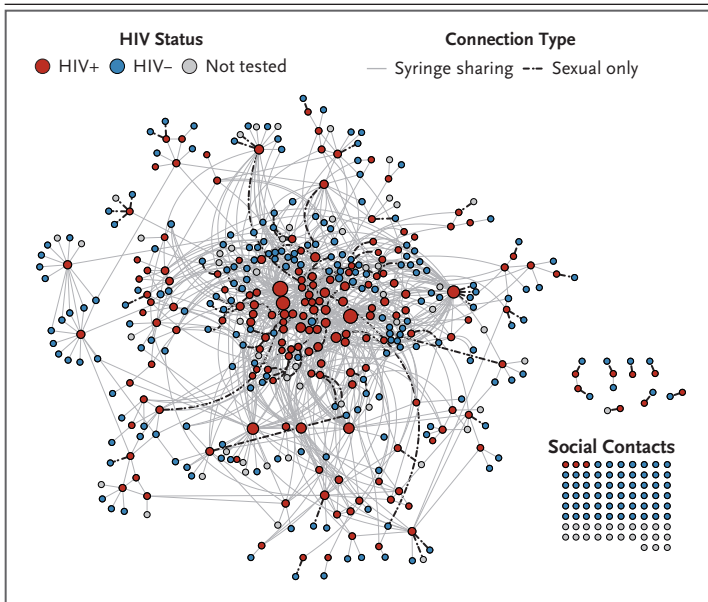 HIV Status
HIV+ HIV– Not tested
Connection Type
Syringe sharing Sexual only
Social Contacts